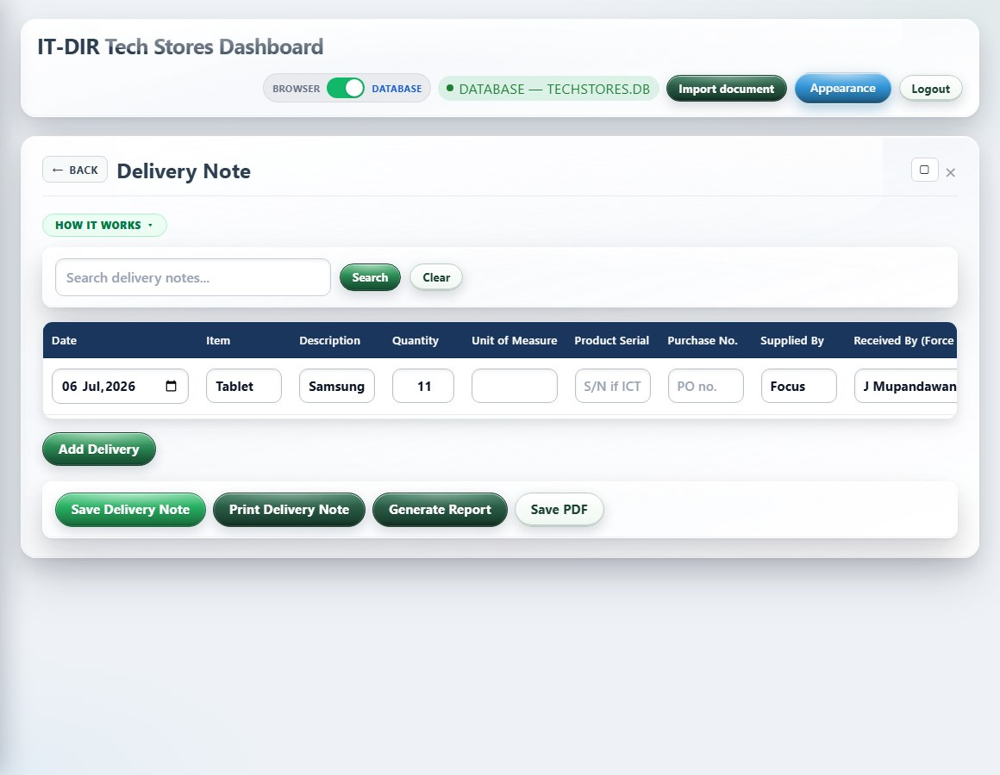 IT-DIR Tech Stores Dashboard
BROWSER DATABASE DATABASE — TECHSTORES.DB Import document Appearance Logout
← BACK Delivery Note ×
HOW IT WORKS
Search delivery notes... Search Clear
Date Item Description Quantity Unit of Measure Product Serial Purchase No. Supplied By Received By (Force
06 Jul,2026 Tablet Samsung 11 S/N if ICT PO no. Focus J Mupandawan
Add Delivery
Save Delivery Note Print Delivery Note Generate Report Save PDF